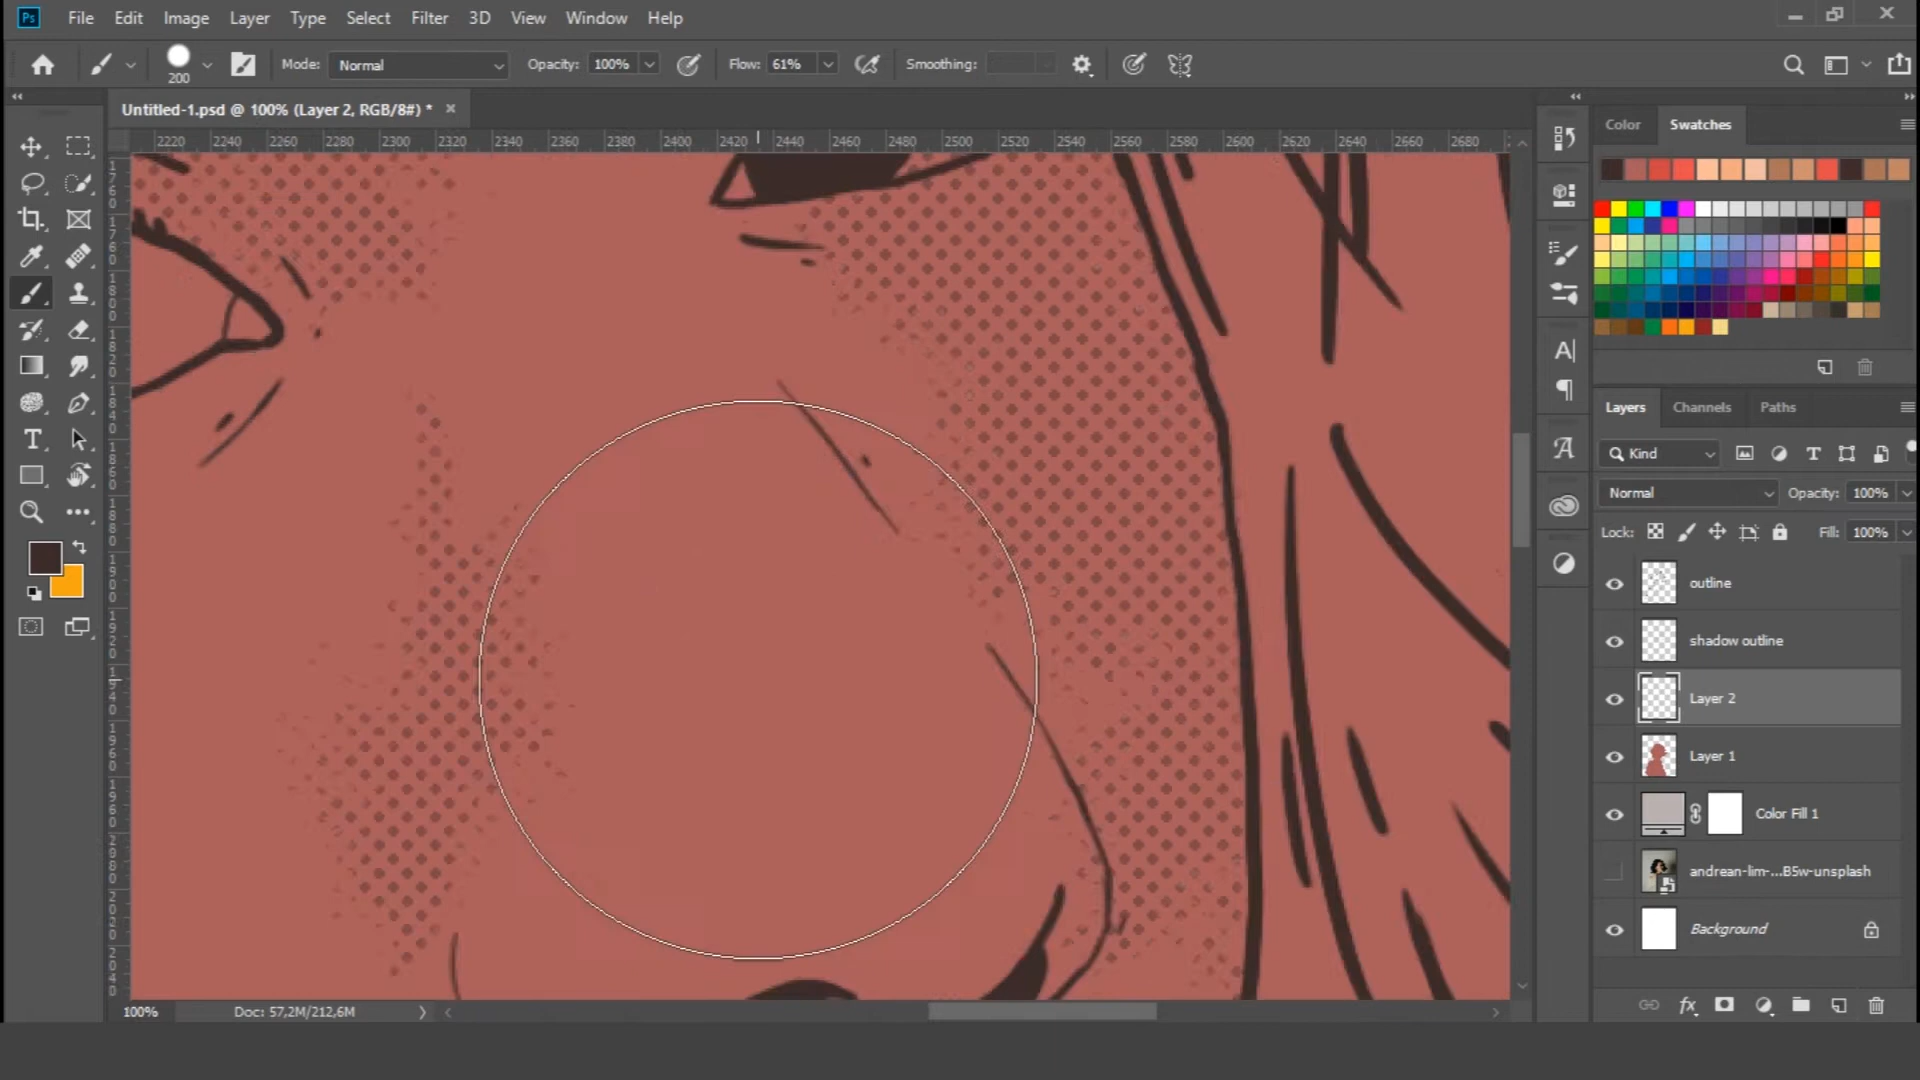 Ps File Edit Image Layer Type Select Filter 3D View Window Help
200 Mode: Normal Opacity: 100% Flow: 61% Smoothing:
Untitled-1.psd @ 100% (Layer 2, RGB/8#) *
2220 2240 2260 2280 2300 2320 2340 2360 2380 2400 2420 2440 2460 2480 2500 2520 2540 2560 2580 2600 2620 2640 2660 2680
Color Swatches
Layers Channels Paths
Kind
Normal Opacity: 100%
Lock: Fill: 100%
outline
shadow outline
Layer 2
Layer 1
Color Fill 1
andrean-lim-...B5w-unsplash
Background
100% Doc: 57,2M/212,6M